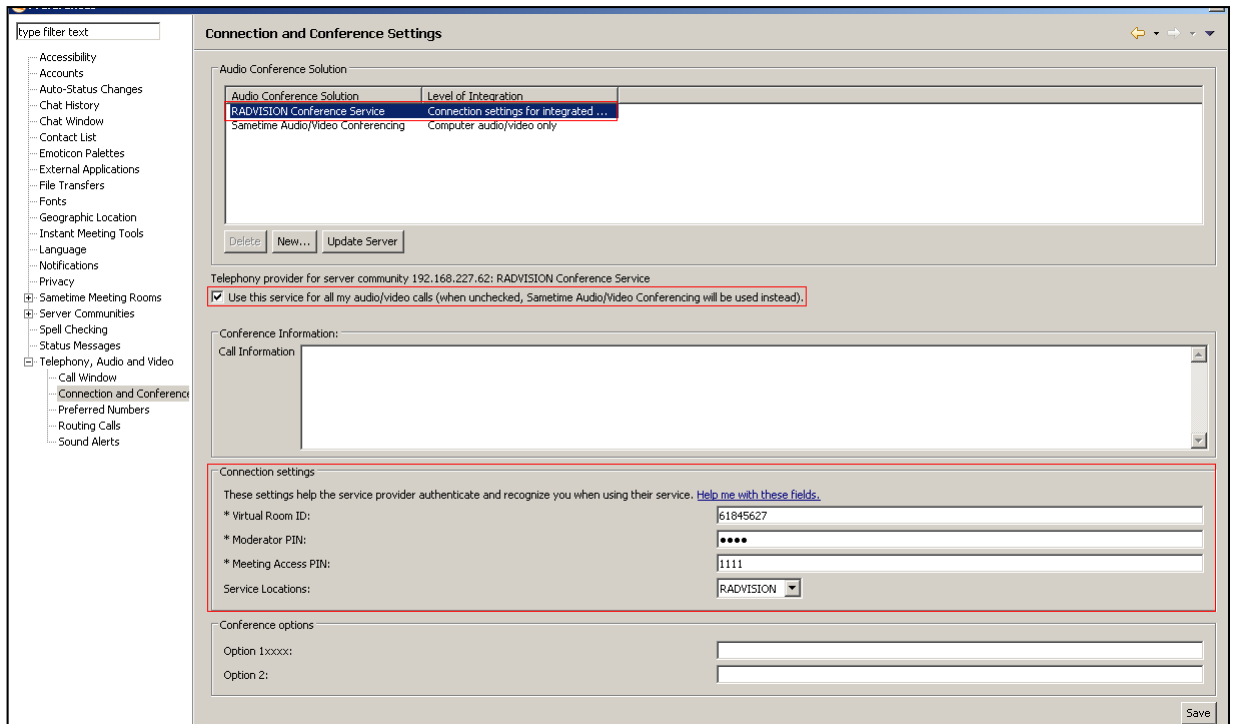 Preferences
type filter text
Accessibility
Accounts
Auto-Status Changes
Chat History
Chat Window
Contact List
Emoticon Palettes
External Applications
File Transfers
Fonts
Geographic Location
Instant Meeting Tools
Language
Notifications
Privacy
Sametime Meeting Rooms
Server Communities
Spell Checking
Status Messages
Telephony, Audio and Video
Call Window
Connection and Conference
Preferred Numbers
Routing Calls
Sound Alerts
Connection and Conference Settings
Audio Conference Solution
Audio Conference Solution Level of Integration
RADVISION Conference Service Connection settings for integrated ...
Sametime Audio/Video Conferencing Computer audio/video only
Delete New... Update Server
Telephony provider for server community 192.168.227.62: RADVISION Conference Service
Use this service for all my audio/video calls (when unchecked, Sametime Audio/Video Conferencing will be used instead).
Conference Information:
Call Information
Connection settings
These settings help the service provider authenticate and recognize you when using their service. Help me with these fields.
* Virtual Room ID: 61845627
* Moderator PIN: ●●●●
* Meeting Access PIN: 1111
Service Locations: RADVISION
Conference options
Option 1xxxx:
Option 2:
Save